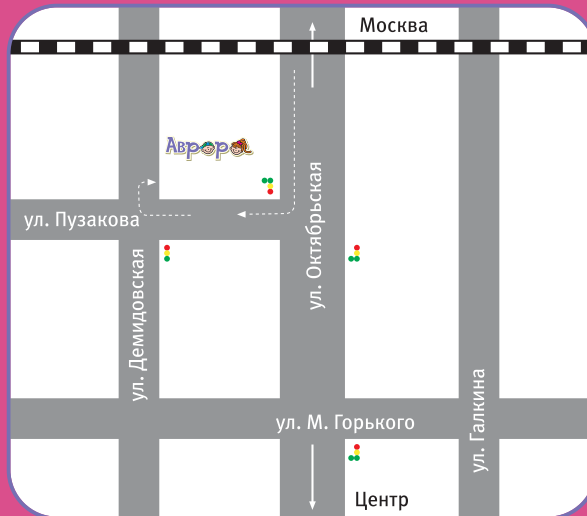 Москва
Аврора
ул. Пузакова
ул. Октябрьская
ул. Демидовская
ул. М. Горького
ул. Галкина
Центр